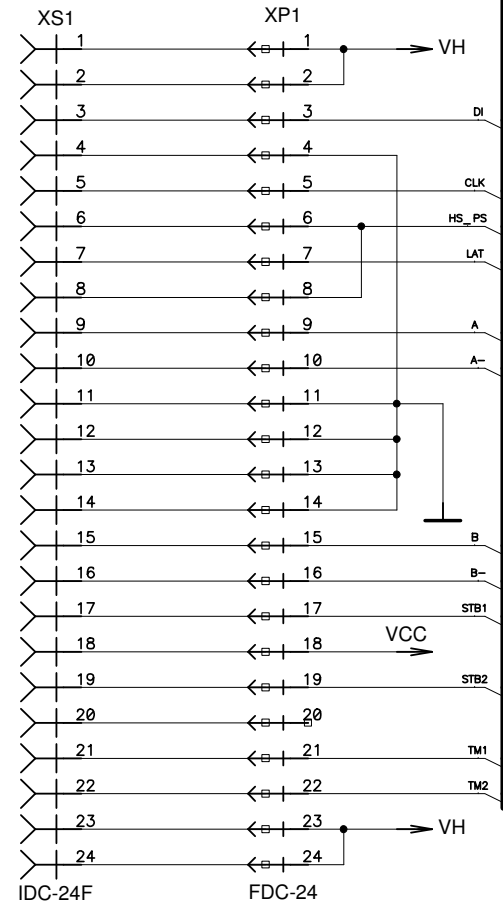 XS1 XP1
1 1 VH
2 2
3 3 DI
4 4
5 5 CLK
6 6 HS_PS
7 7 LAT
8 8
9 9 A
10 10 A-
11 11
12 12
13 13
14 14
15 15 B
16 16 B-
17 17 STB1
18 18 VCC
19 19 STB2
20 20
21 21 TM1
22 22 TM2
23 23 VH
24 24
IDC-24F FDC-24